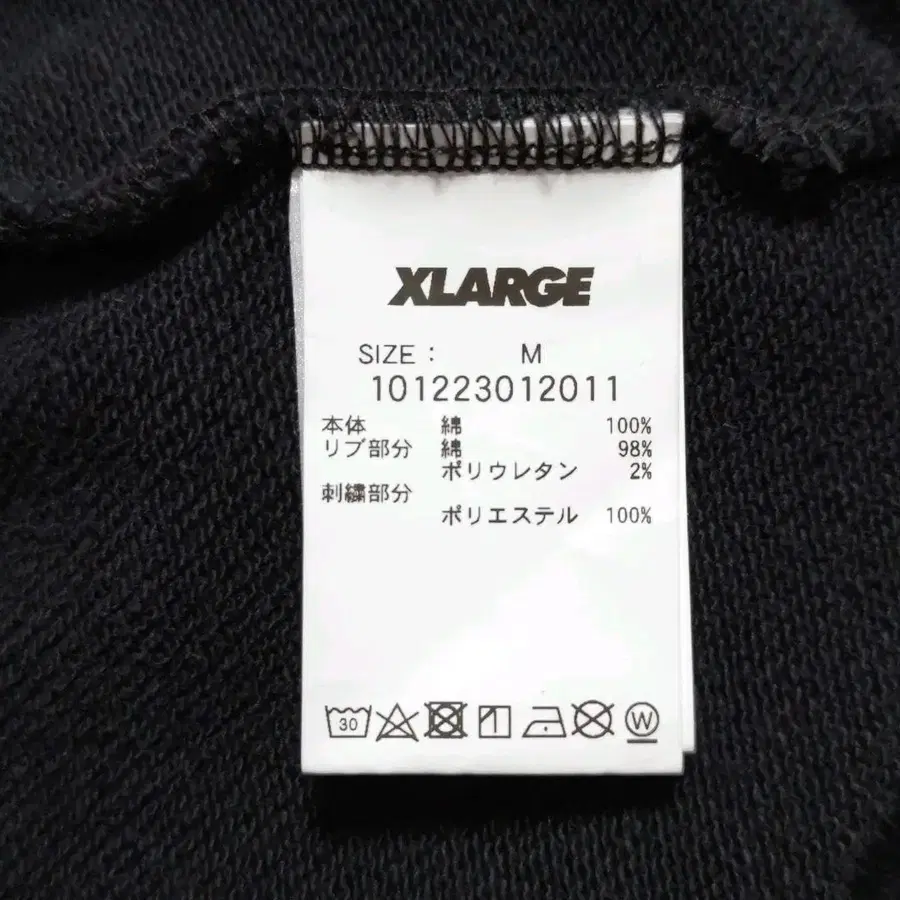 XLARGE
SIZE : M
101223012011
本体 綿 100%
リブ部分 綿 98%
ポリウレタン 2%
刺繍部分
ポリエステル 100%
30 W